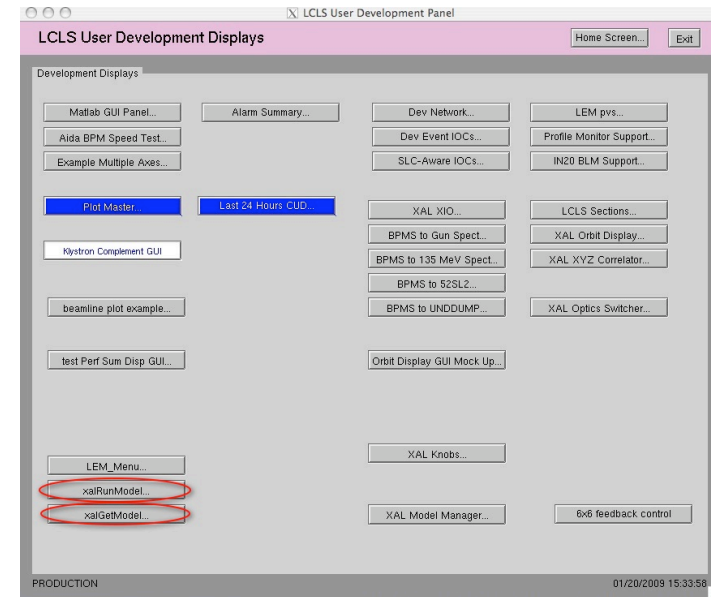 LCLS User Development Panel
LCLS User Development Displays
Home Screen...
Exit
Development Displays
Matlab GUI Panel...
Alarm Summary...
Dev Network...
LEM pvs...
Aida BPM Speed Test...
Dev Event IOCs...
Profile Monitor Support...
Example Multiple Axes...
SLC-Aware IOCs...
IN20 BLM Support...
Plot Master...
Last 24 Hours CUD...
XAL XIO...
LCLS Sections...
BPMS to Gun Spect...
XAL Orbit Display...
Klystron Complement GUI
BPMS to 135 MeV Spect...
XAL XYZ Correlator...
BPMS to 52SL2...
beamline plot example...
BPMS to UNDDUMP...
XAL Optics Switcher...
test Perf Sum Disp GUI...
Orbit Display GUI Mock Up...
XAL Knobs...
LEM_Menu...
xalRunModel...
xalGetModel...
XAL Model Manager...
6x6 feedback control
PRODUCTION
01/20/2009 15:33:58